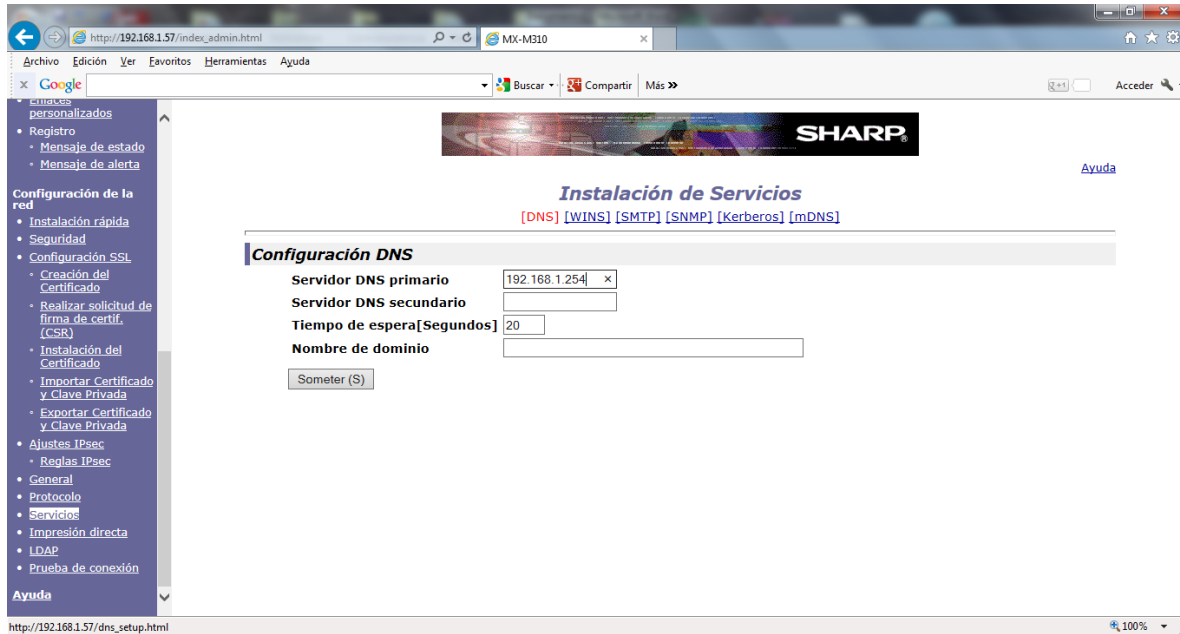 http://192.168.1.57/index_admin.html
MX-M310
Archivo Edición Ver Favoritos Herramientas Ayuda
x Google Buscar Compartir Más »
+1 Acceder
Enlaces personalizados
Registro
Mensaje de estado
Mensaje de alerta
Configuración de la red
Instalación rápida
Seguridad
Configuración SSL
Creación del Certificado
Realizar solicitud de firma de certif. (CSR)
Instalación del Certificado
Importar Certificado y Clave Privada
Exportar Certificado y Clave Privada
Ajustes IPsec
Reglas IPsec
General
Protocolo
Servicios
Impresión directa
LDAP
Prueba de conexión
Ayuda
SHARP
Ayuda
Instalación de Servicios
[DNS] [WINS] [SMTP] [SNMP] [Kerberos] [mDNS]
Configuración DNS
Servidor DNS primario 192.168.1.254
Servidor DNS secundario
Tiempo de espera[Segundos] 20
Nombre de dominio
Someter (S)
http://192.168.1.57/dns_setup.html
100%